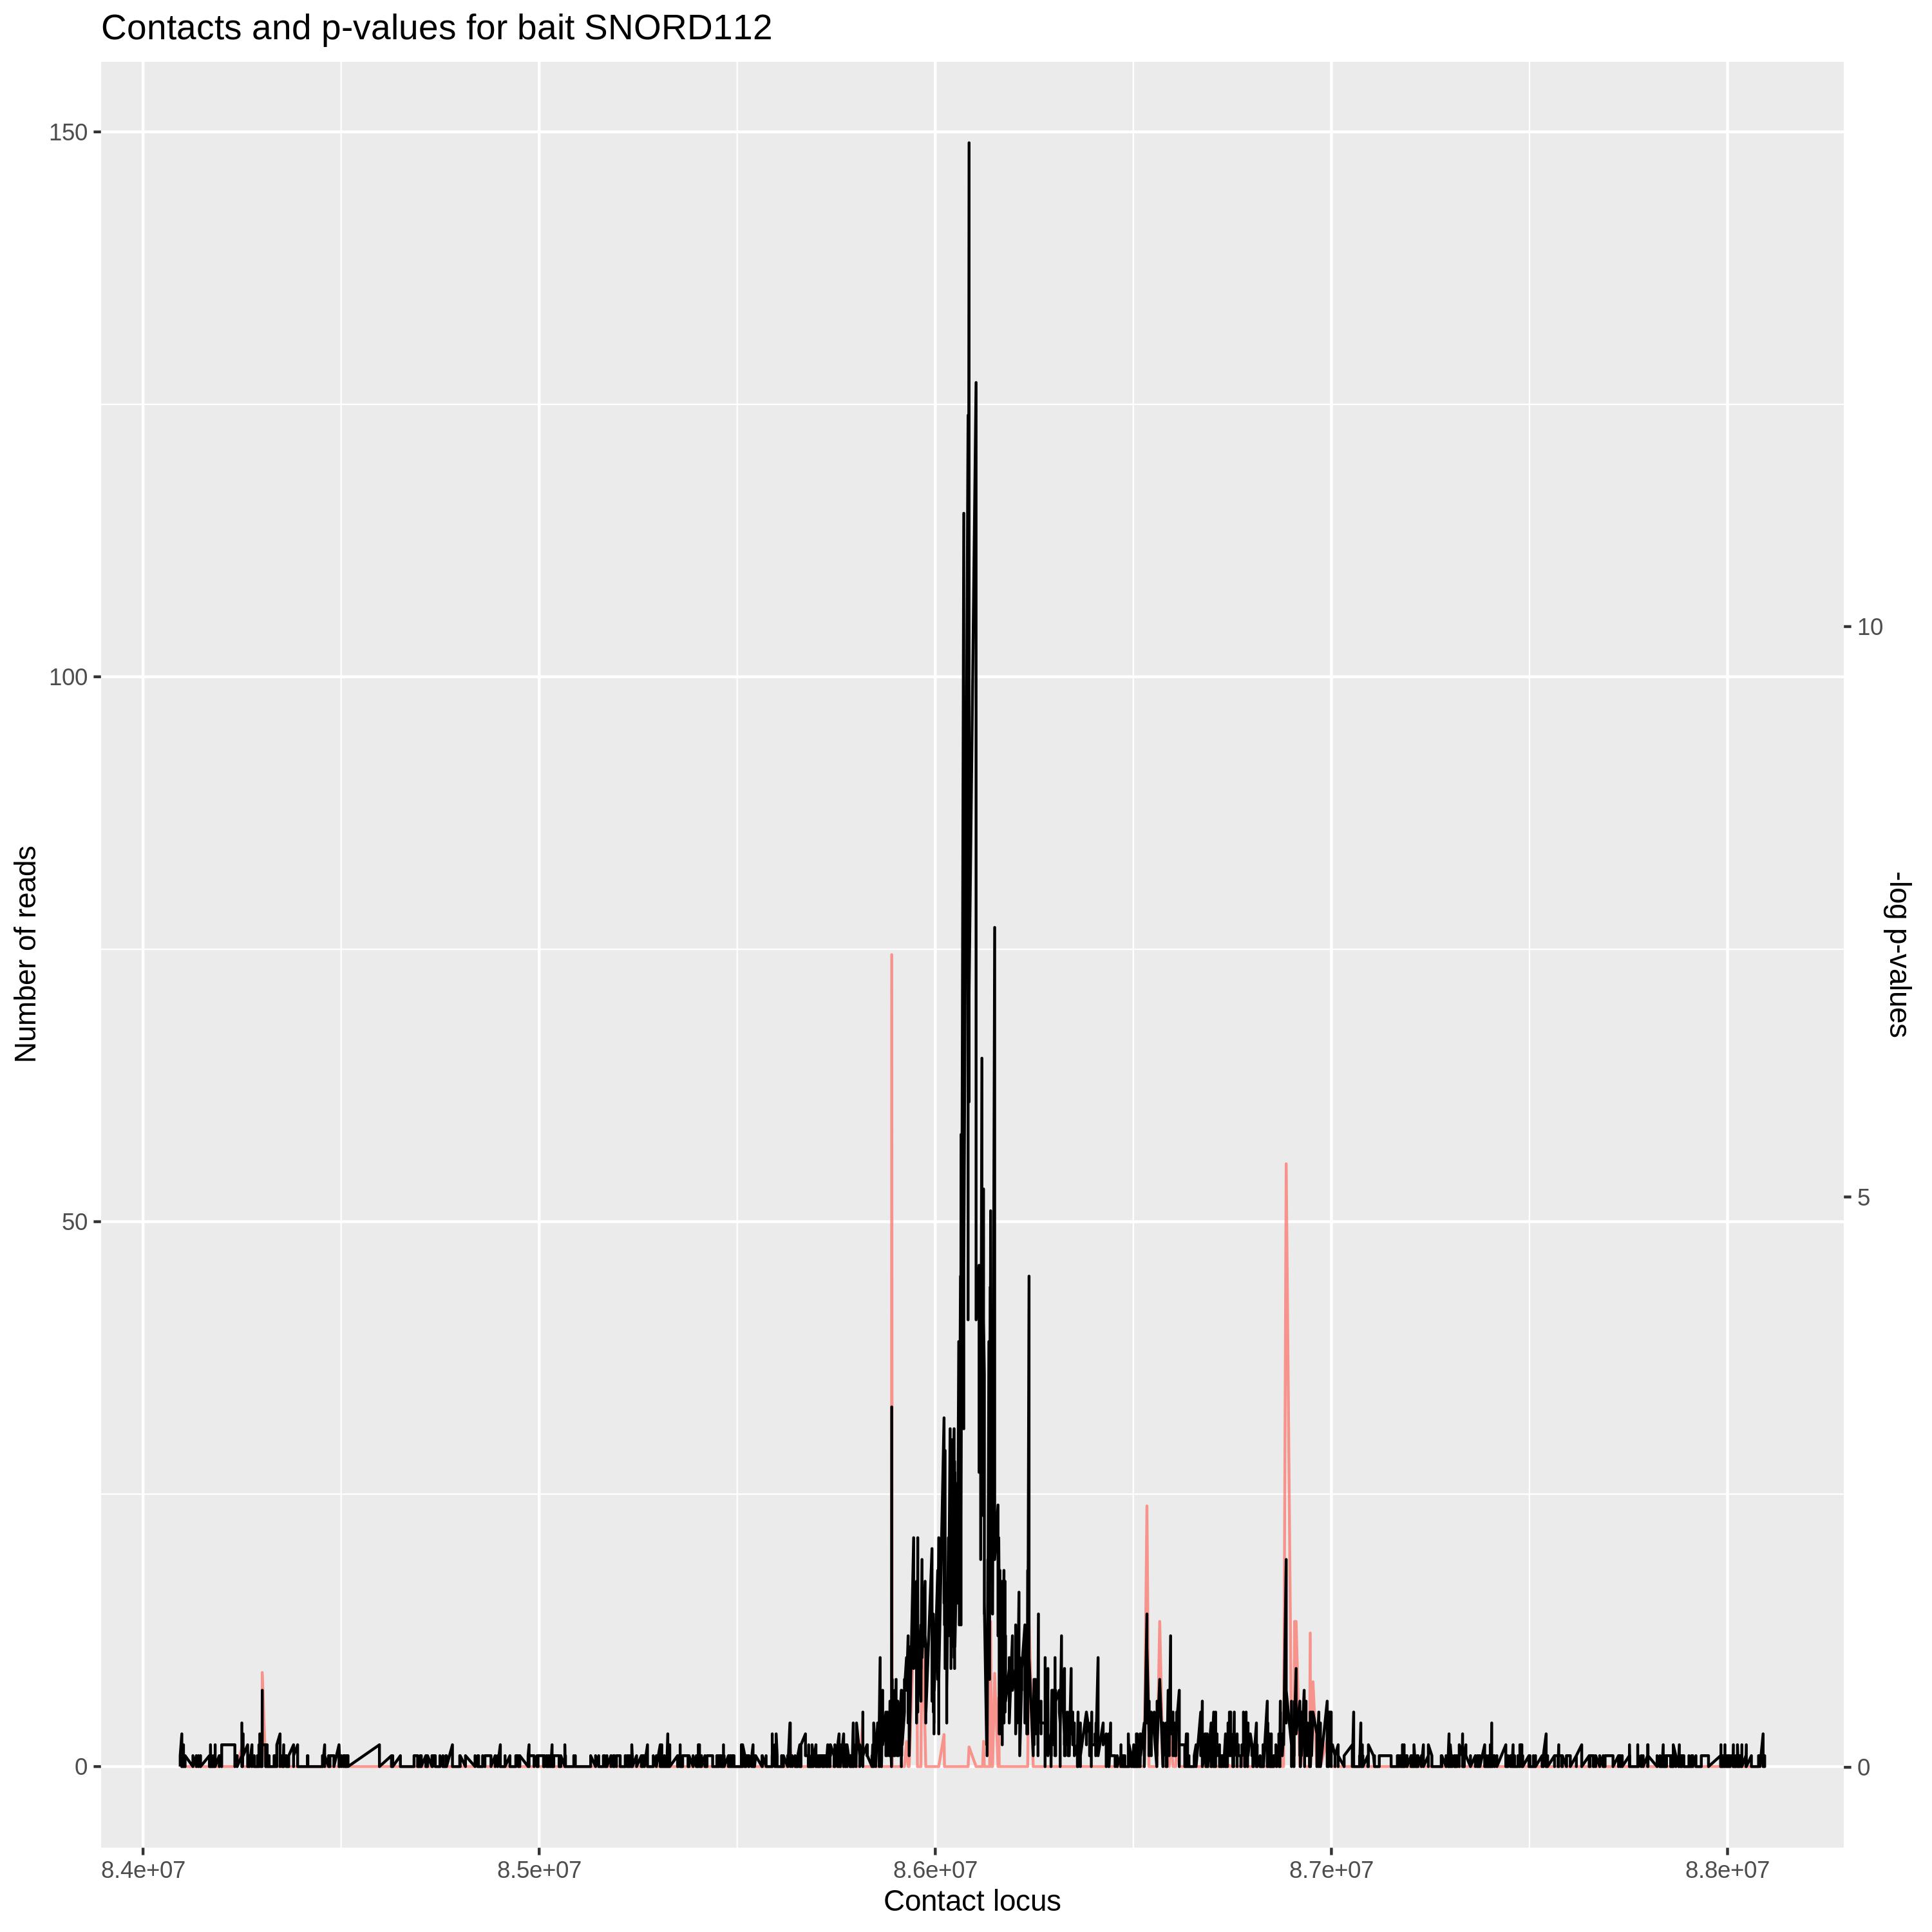 Contacts and p-values for bait SNORD112
150
100
50
0
Number of reads
10
5
0
-log p-values
8.4e+07
8.5e+07
8.6e+07
8.7e+07
8.8e+07
Contact locus